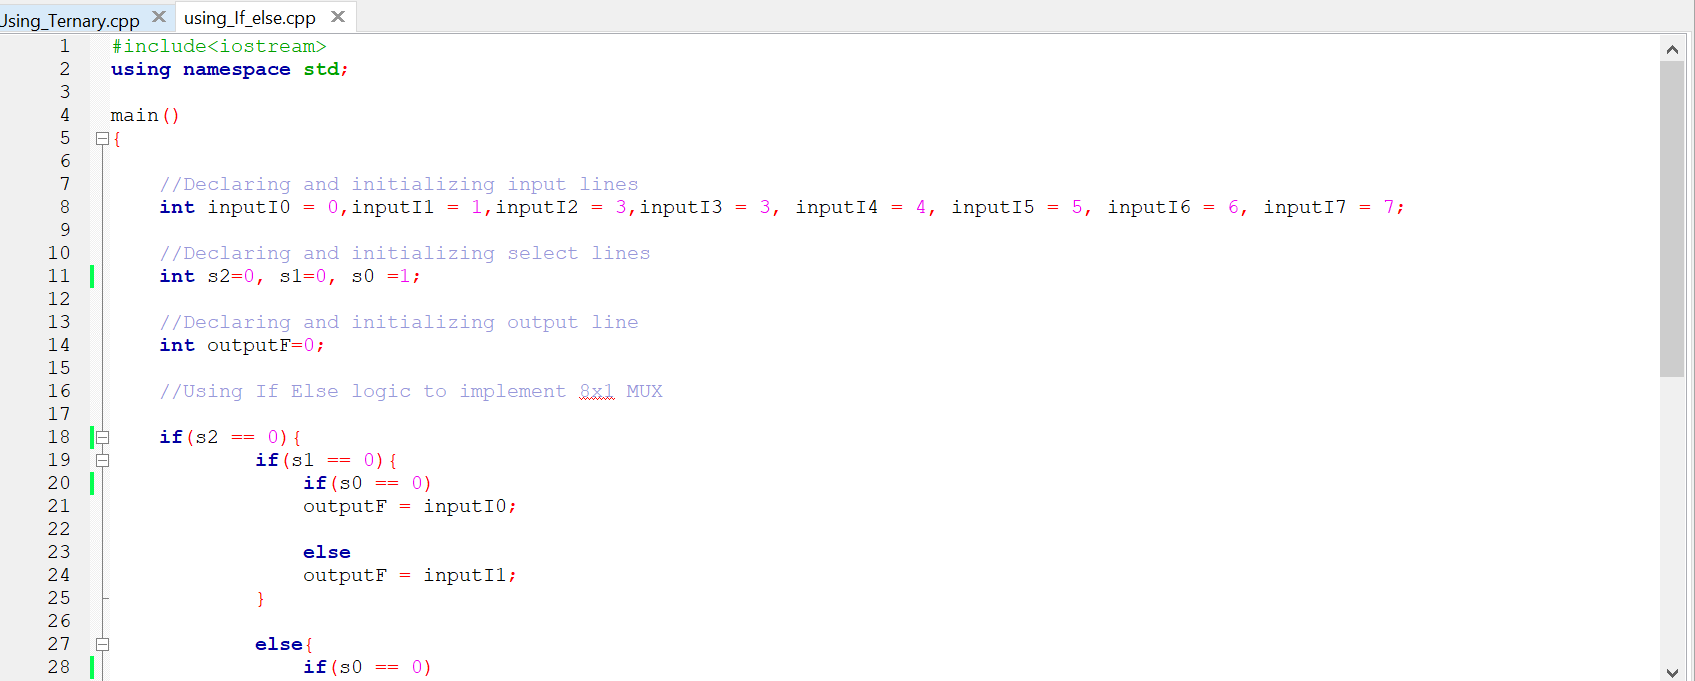 Using_Ternary.cpp using_If_else.cpp
1 #include<iostream>
2 using namespace std;
3
4 main()
5 {
6
7 //Declaring and initializing input lines
8 int inputI0 = 0,inputI1 = 1,inputI2 = 3,inputI3 = 3, inputI4 = 4, inputI5 = 5, inputI6 = 6, inputI7 = 7;
9
10 //Declaring and initializing select lines
11 int s2=0, s1=0, s0 =1;
12
13 //Declaring and initializing output line
14 int outputF=0;
15
16 //Using If Else logic to implement 8x1 MUX
17
18 if(s2 == 0){
19 if(s1 == 0){
20 if(s0 == 0)
21 outputF = inputI0;
22
23 else
24 outputF = inputI1;
25 }
26
27 else{
28 if(s0 == 0)